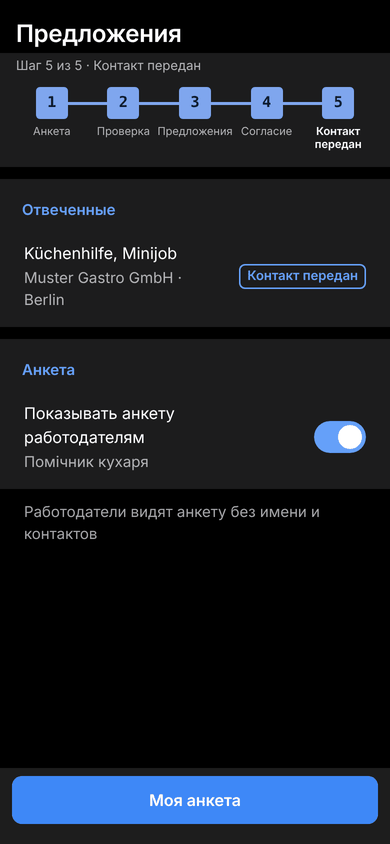 Предложения
Шаг 5 из 5 · Контакт передан
1 2 3 4 5
Анкета Проверка Предложения Согласие Контакт
передан
Отвеченные
Küchenhilfe, Minijob
Muster Gastro GmbH ·
Berlin
Контакт передан
Анкета
Показывать анкету
работодателям
Помічник кухаря
Работодатели видят анкету без имени и
контактов
Моя анкета